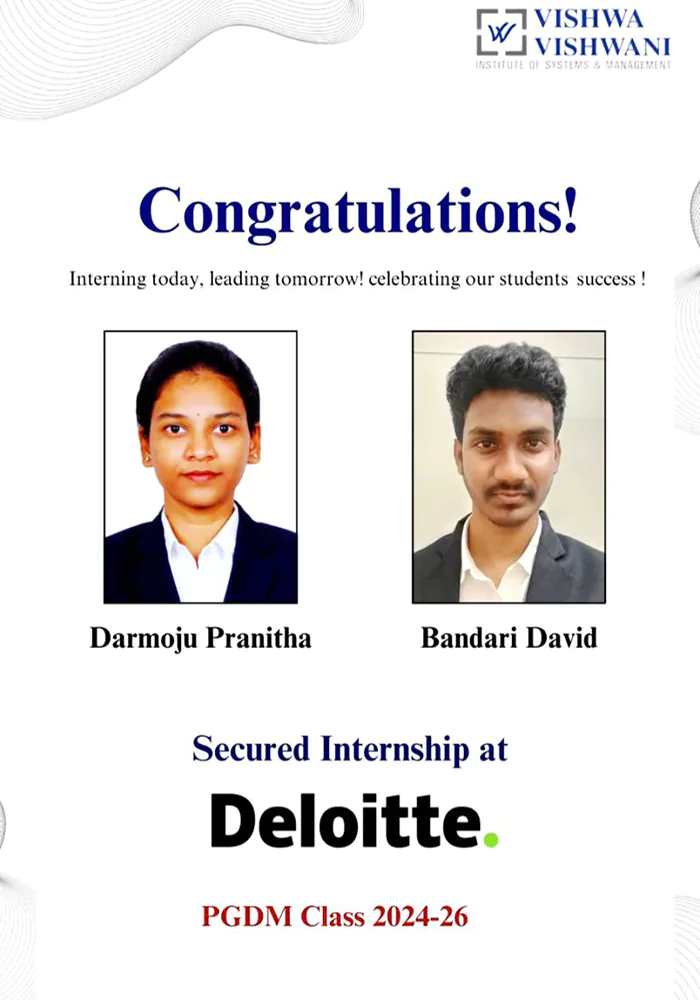 VISHWA
VISHWANI
INSTITUTE OF SYSTEMS & MANAGEMENT
Congratulations!
Interning today, leading tomorrow! celebrating our students success !
Darmoju Pranitha
Bandari David
Secured Internship at
Deloitte.
PGDM Class 2024-26